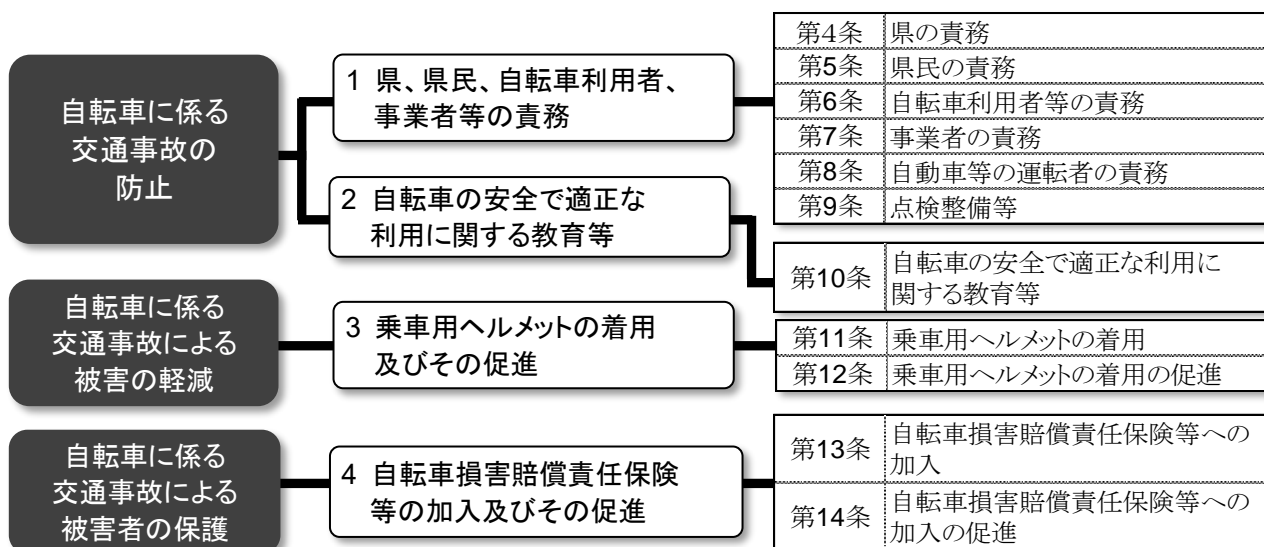 自転車に係る
交通事故の
防止
1 県、県民、自転車利用者、
事業者等の責務
第4条 県の責務
第5条 県民の責務
第6条 自転車利用者等の責務
第7条 事業者の責務
第8条 自動車等の運転者の責務
第9条 点検整備等
2 自転車の安全で適正な
利用に関する教育等
第10条 自転車の安全で適正な利用に
関する教育等
自転車に係る
交通事故による
被害の軽減
3 乗車用ヘルメットの着用
及びその促進
第11条 乗車用ヘルメットの着用
第12条 乗車用ヘルメットの着用の促進
自転車に係る
交通事故による
被害者の保護
4 自転車損害賠償責任保険
等の加入及びその促進
第13条 自転車損害賠償責任保険等への
加入
第14条 自転車損害賠償責任保険等への
加入の促進